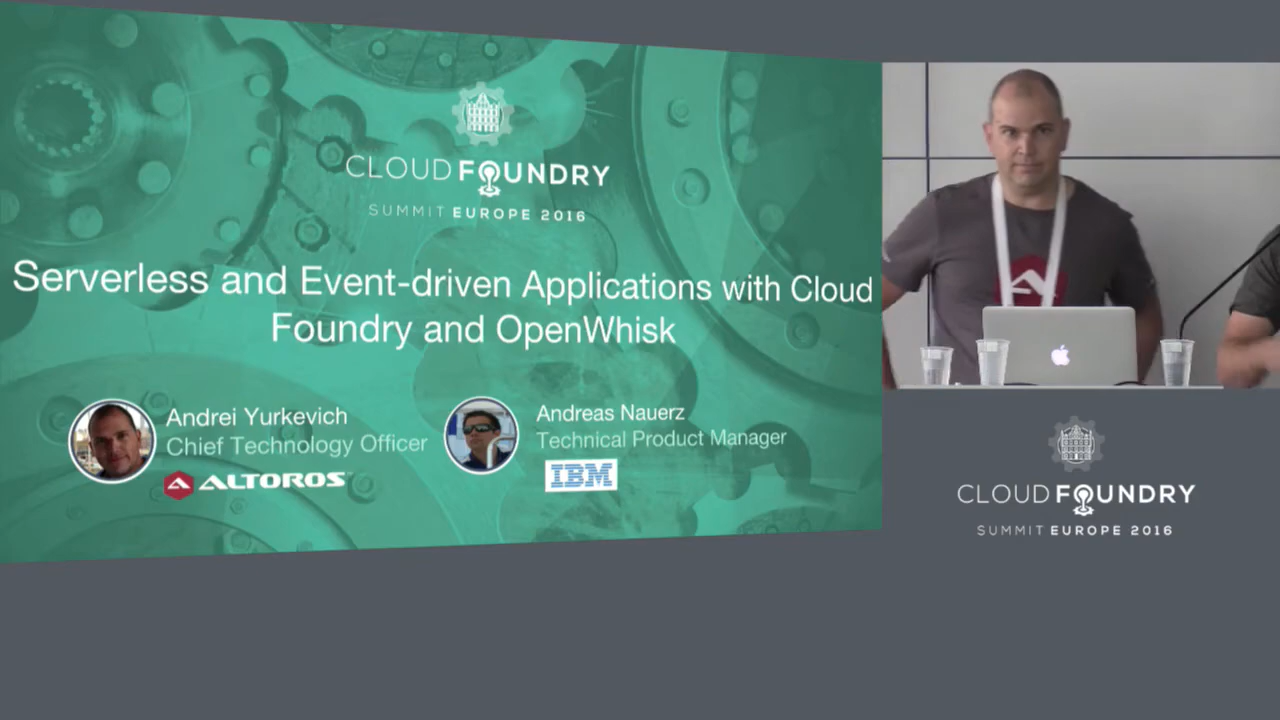 CLOUD FOUNDRY
SUMMIT EUROPE 2016
Serverless and Event-driven Applications with Cloud
Foundry and OpenWhisk
Andrei Yurkevich
Chief Technology Officer
ALTOROS
Andreas Nauerz
Technical Product Manager
IBM
CLOUD FOUNDRY
SUMMIT EUROPE 2016